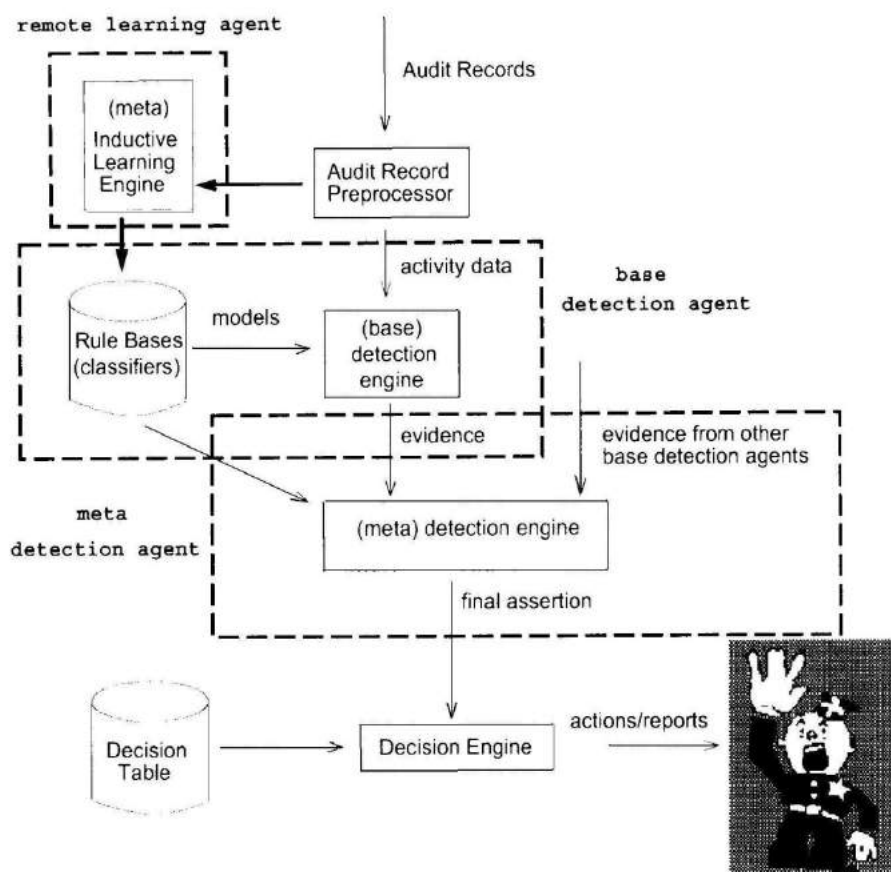 remote learning agent
Audit Records
(meta)
Inductive
Learning
Engine
Audit Record
Preprocessor
activity data
base
detection agent
models
Rule Bases
(classifiers)
(base)
detection
engine
evidence
evidence from other
base detection agents
meta
detection agent
(meta) detection engine
final assertion
Decision
Table
Decision Engine
actions/reports